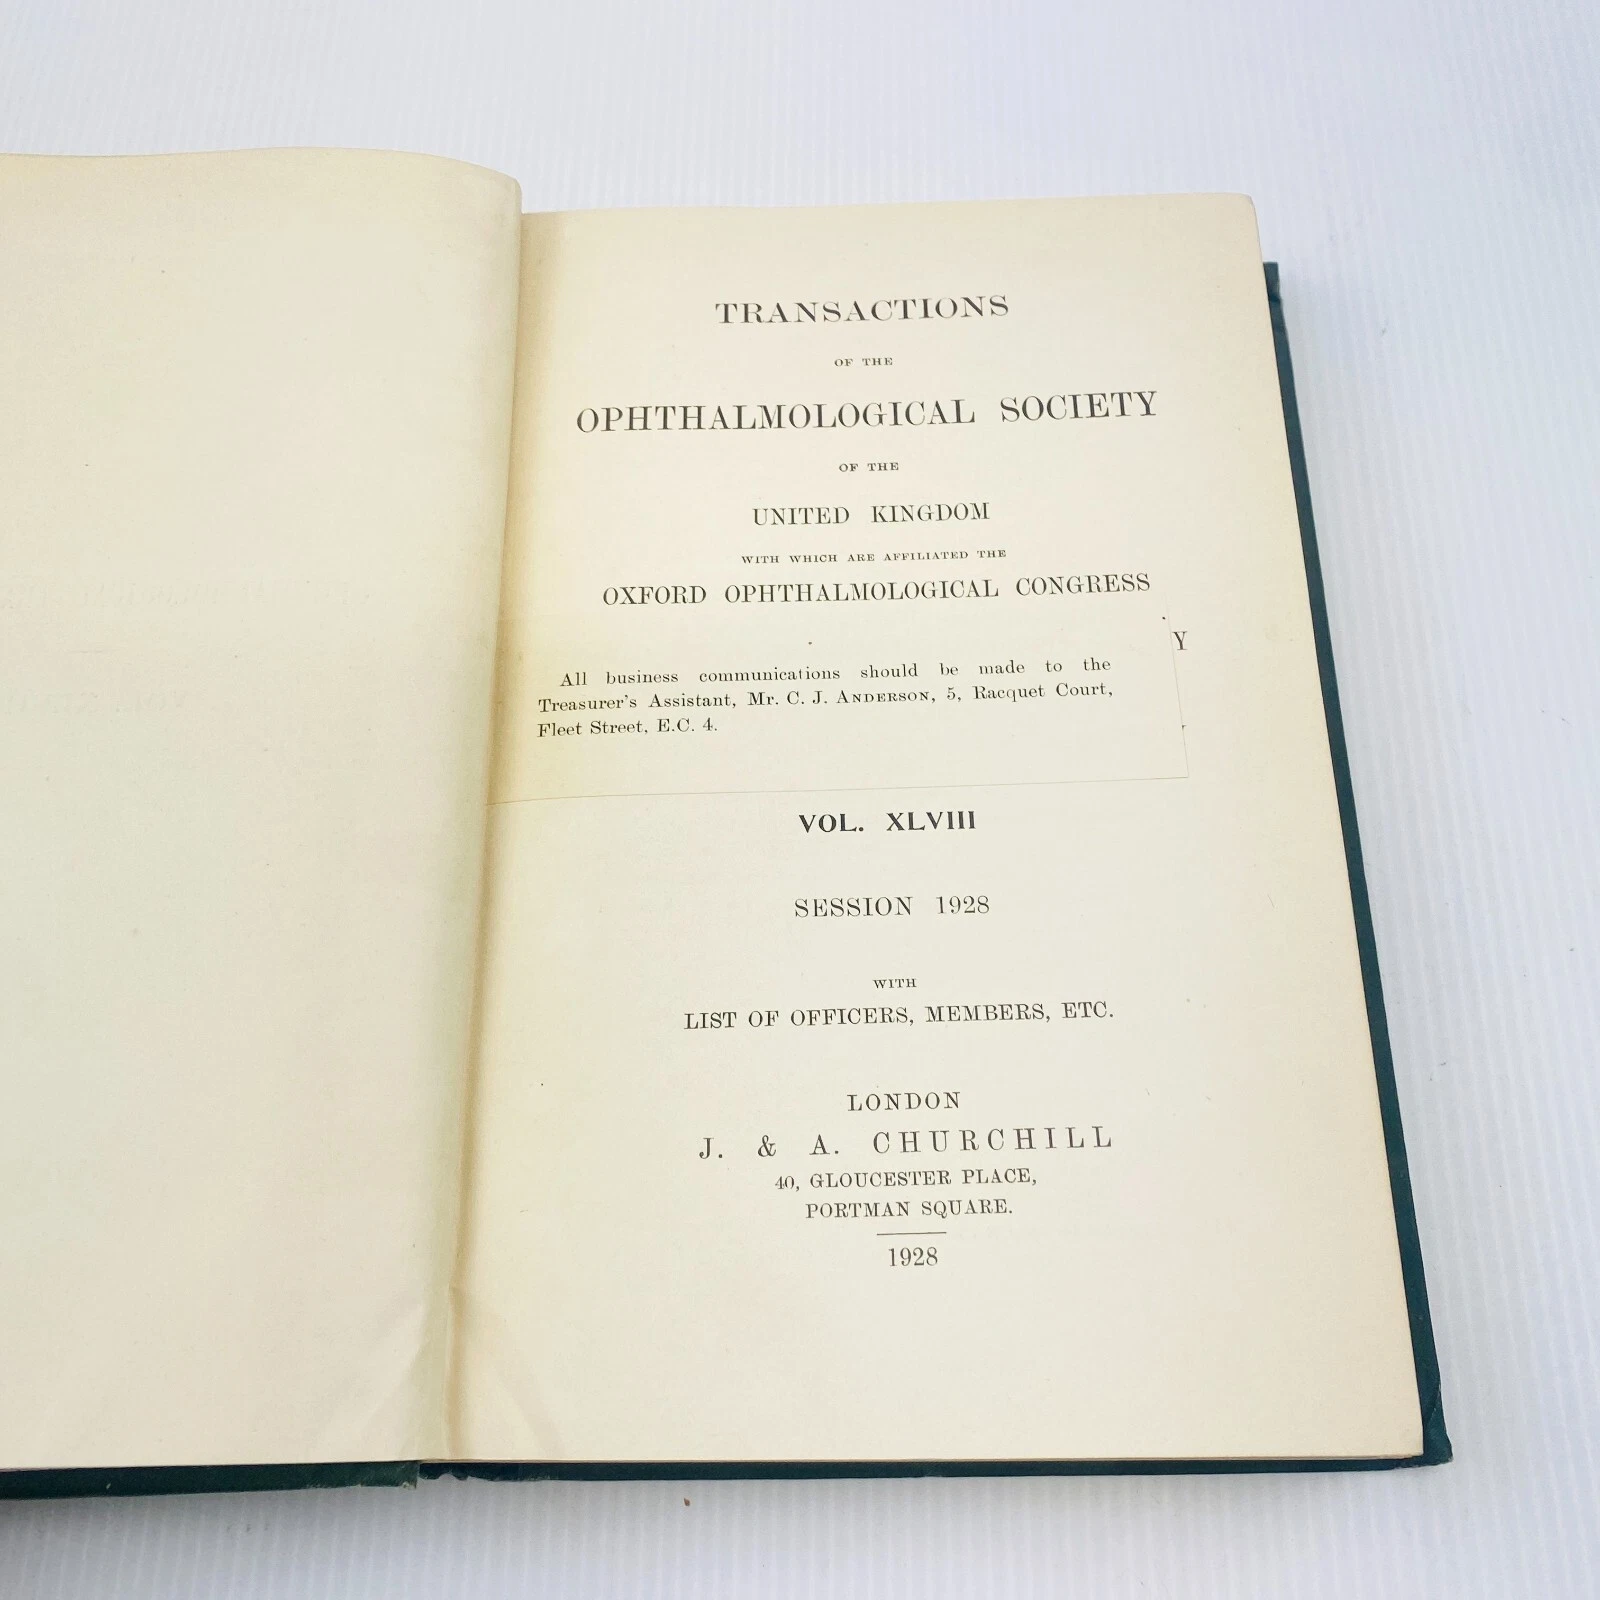 TRANSACTIONS
OF THE
OPHTHALMOLOGICAL SOCIETY
OF THE
UNITED KINGDOM
WITH WHICH ARE AFFILIATED THE
OXFORD OPHTHALMOLOGICAL CONGRESS
Y
All business communications should be made to the
Treasurer's Assistant, Mr. C. J. ANDERSON, 5, Racquet Court,
Fleet Street, E.C. 4.
VOL. XLVIII
SESSION 1928
WITH
LIST OF OFFICERS, MEMBERS, ETC.
LONDON
J. & A. CHURCHILL
40, GLOUCESTER PLACE,
PORTMAN SQUARE.
1928